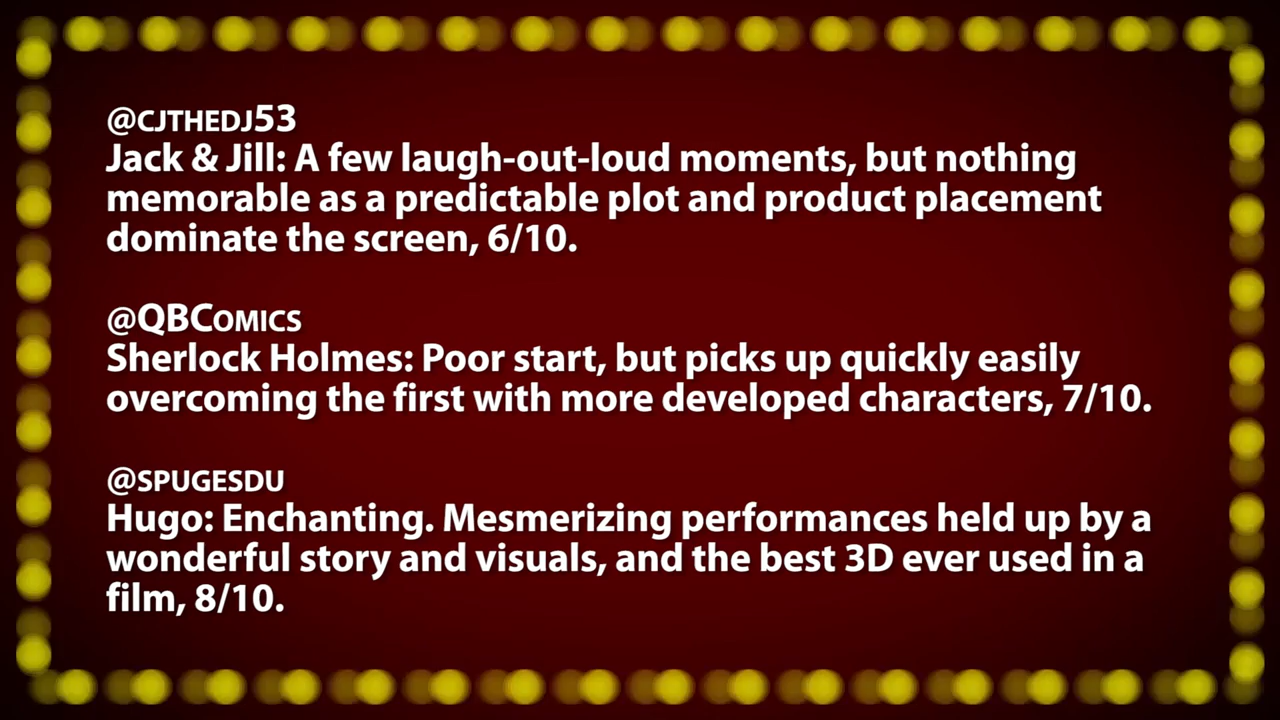 @CJTHEDJ53
Jack & Jill: A few laugh-out-loud moments, but nothing
memorable as a predictable plot and product placement
dominate the screen, 6/10.
@QBCOMICS
Sherlock Holmes: Poor start, but picks up quickly easily
overcoming the first with more developed characters, 7/10.
@SPUGESDU
Hugo: Enchanting. Mesmerizing performances held up by a
wonderful story and visuals, and the best 3D ever used in a
film, 8/10.